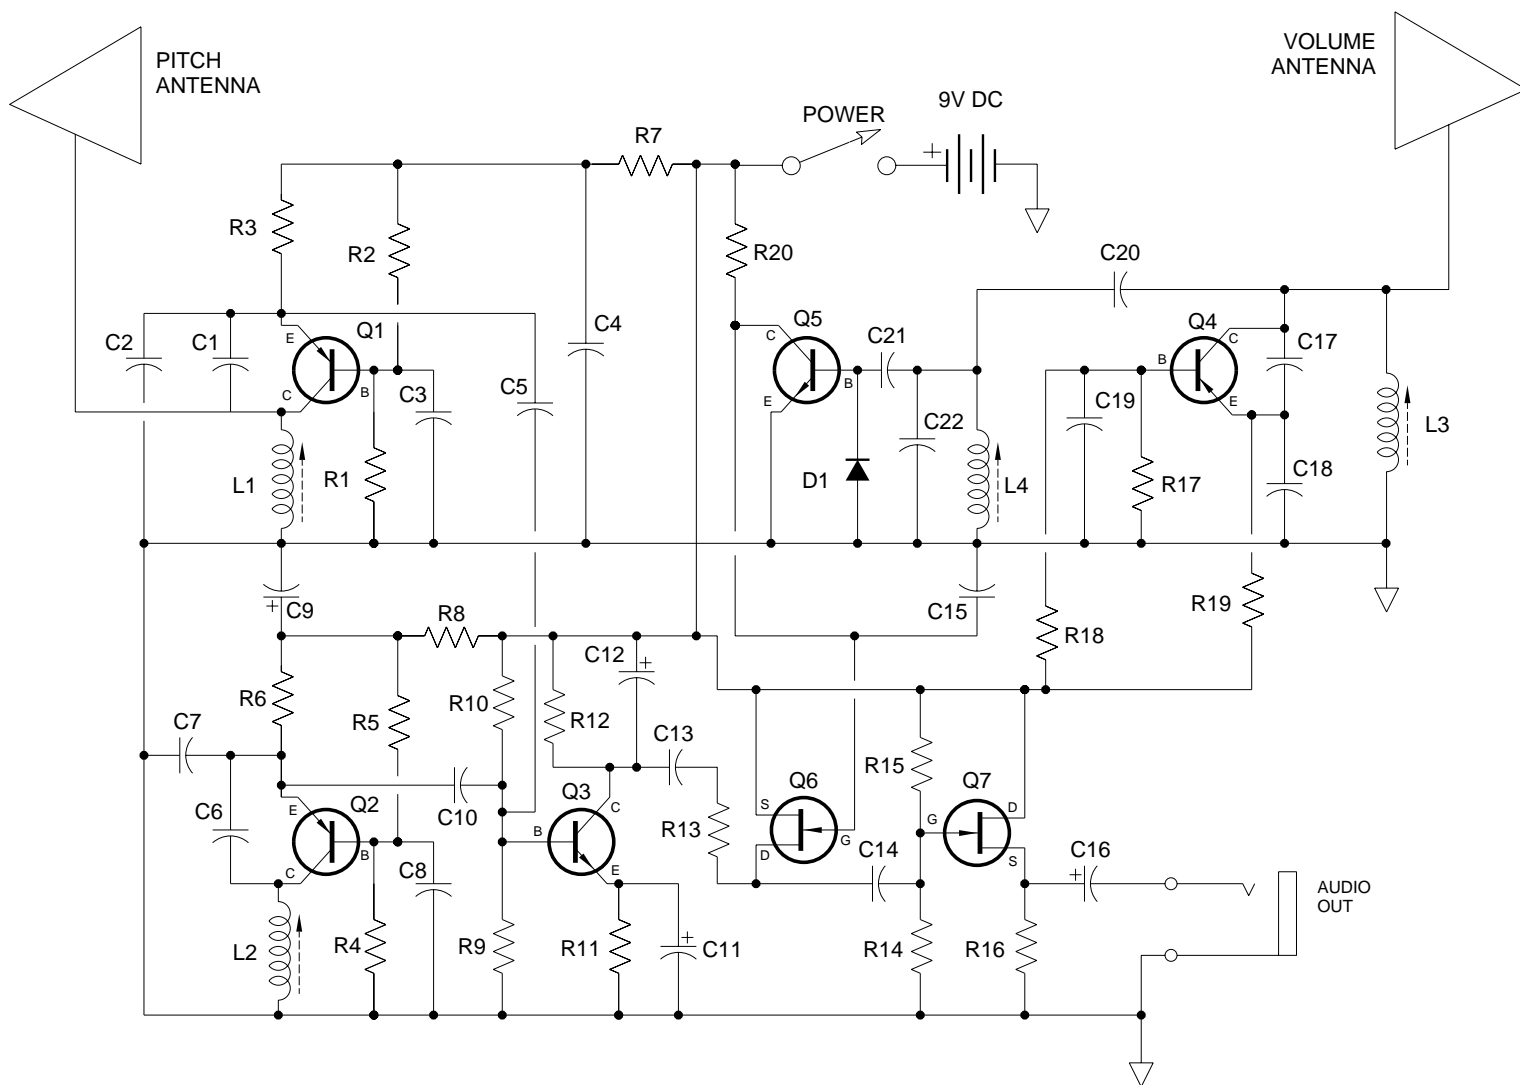 PITCH
ANTENNA
VOLUME
ANTENNA
9V DC
POWER
+
R7
R3
R2
R20
C20
C2
C1
E
Q1
C4
Q5
C
C21
Q4
C
C17
C
B
C3
C5
E
B
C22
B
E
C19
L3
L1
R1
D1
L4
R17
C18
+
C9
R8
C15
R18
R19
C12
+
R6
R5
R10
R12
C7
C13
R15
Q6
Q7
S
D
C6
E
Q2
C10
Q3
C
R13
B
D
G
G
S
C
B
C8
E
C14
C16
+
AUDIO
OUT
L2
R4
R9
R11
+
C11
R14
R16